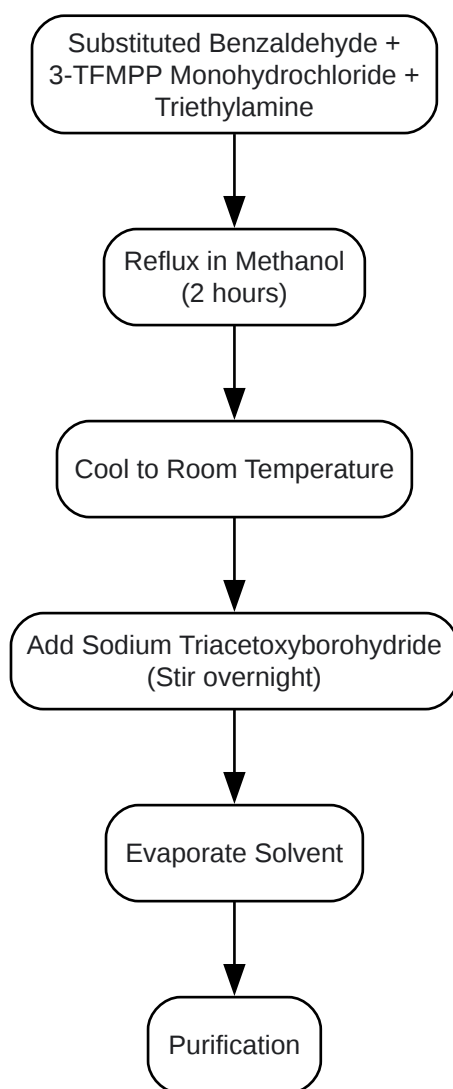 Substituted Benzaldehyde +
3-TFMPP Monohydrochloride +
Triethylamine
Reflux in Methanol
(2 hours)
Cool to Room Temperature
Add Sodium Triacetoxyborohydride
(Stir overnight)
Evaporate Solvent
Purification